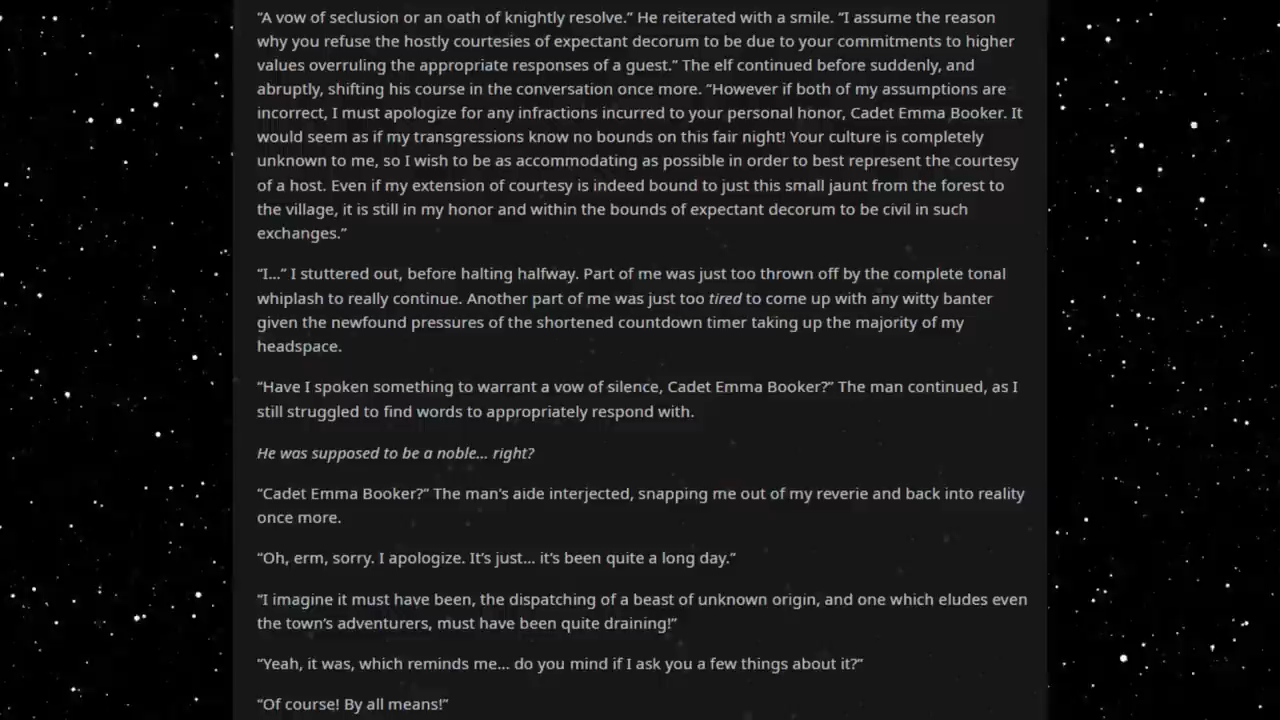 “A vow of seclusion or an oath of knightly resolve.” He reiterated with a smile. “I assume the reason
why you refuse the hostly courtesies of expectant decorum to be due to your commitments to higher
values overruling the appropriate responses of a guest.” The elf continued before suddenly, and
abruptly, shifting his course in the conversation once more. “However if both of my assumptions are
incorrect, I must apologize for any infractions incurred to your personal honor, Cadet Emma Booker. It
would seem as if my transgressions know no bounds on this fair night! Your culture is completely
unknown to me, so I wish to be as accommodating as possible in order to best represent the courtesy
of a host. Even if my extension of courtesy is indeed bound to just this small jaunt from the forest to
the village, it is still in my honor and within the bounds of expectant decorum to be civil in such
exchanges.”
“I…” I stuttered out, before halting halfway. Part of me was just too thrown off by the complete tonal
whiplash to really continue. Another part of me was just too tired to come up with any witty banter
given the newfound pressures of the shortened countdown timer taking up the majority of my
headspace.
“Have I spoken something to warrant a vow of silence, Cadet Emma Booker?” The man continued, as I
still struggled to find words to appropriately respond with.
He was supposed to be a noble… right?
“Cadet Emma Booker?” The man’s aide interjected, snapping me out of my reverie and back into reality
once more.
“Oh, erm, sorry. I apologize. It’s just… it’s been quite a long day.”
“I imagine it must have been, the dispatching of a beast of unknown origin, and one which eludes even
the town’s adventurers, must have been quite draining!”
“Yeah, it was, which reminds me… do you mind if I ask you a few things about it?”
“Of course! By all means!”